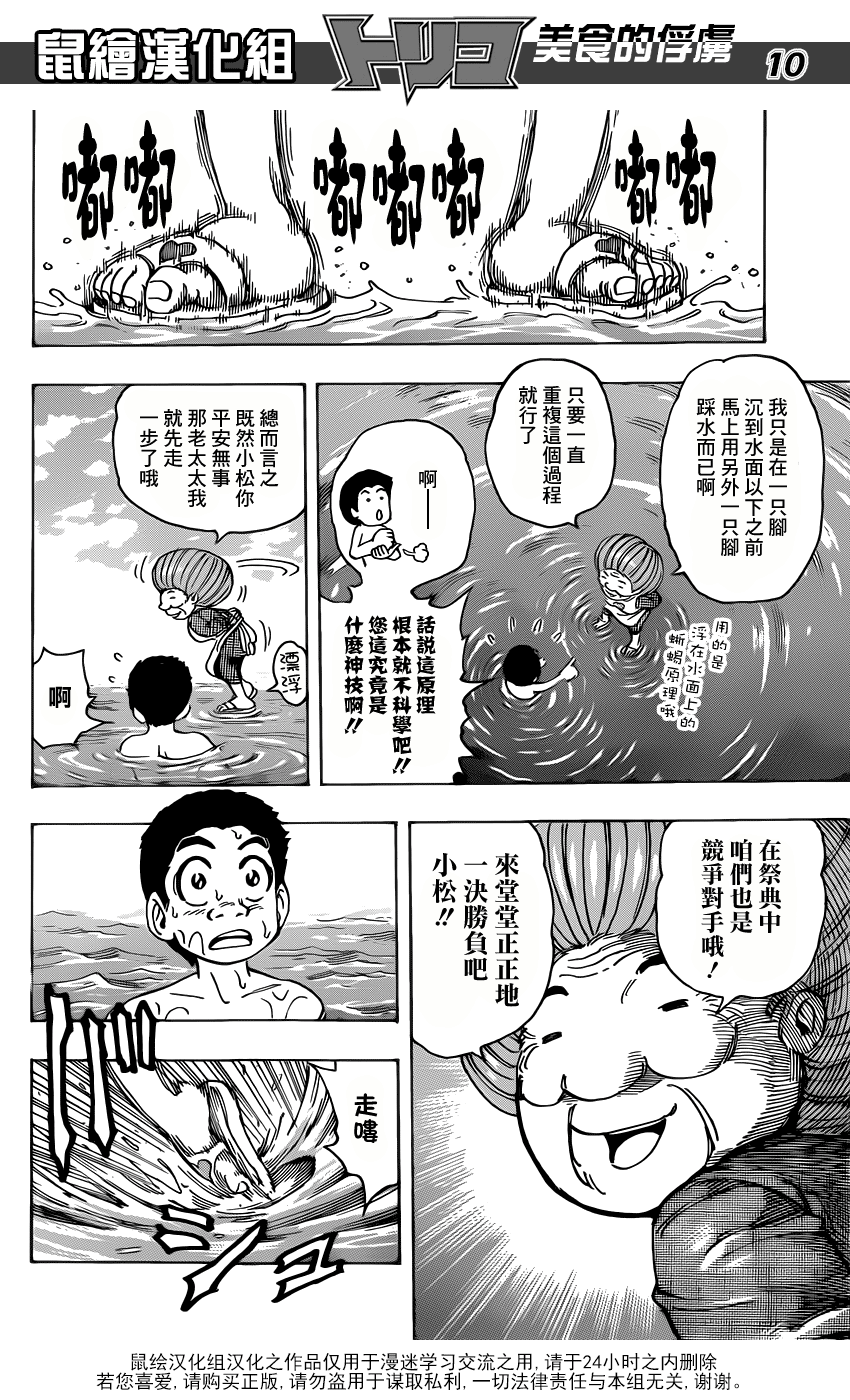 鼠繪漢化組
トリコ
美食的俘虜
10
嘟嘟
嘟嘟嘟
嘟嘟
我只是在一只腳
沉到水面以下之前
馬上用另外一只腳
踩水而已啊
只要一直
重複這個過程
就行了
啊——
用的是
浮在水面上的
蜥蜴原理哦
話說這原理
根本就不科學吧!!
您這究竟是
什麼神技啊!!
總而言之
既然小松你
平安無事
那老太太我
就先走
一步了哦
漂浮
啊
在祭典中
咱們也是
競爭對手哦!
來堂堂正正地
一決勝負吧
小松!!
走嘍
バシュ
鼠绘汉化组汉化之作品仅用于漫迷学习交流之用,请于24小时之内删除
若您喜爱,请购买正版,请勿盗用于谋取私利,一切法律责任与本组无关,谢谢。